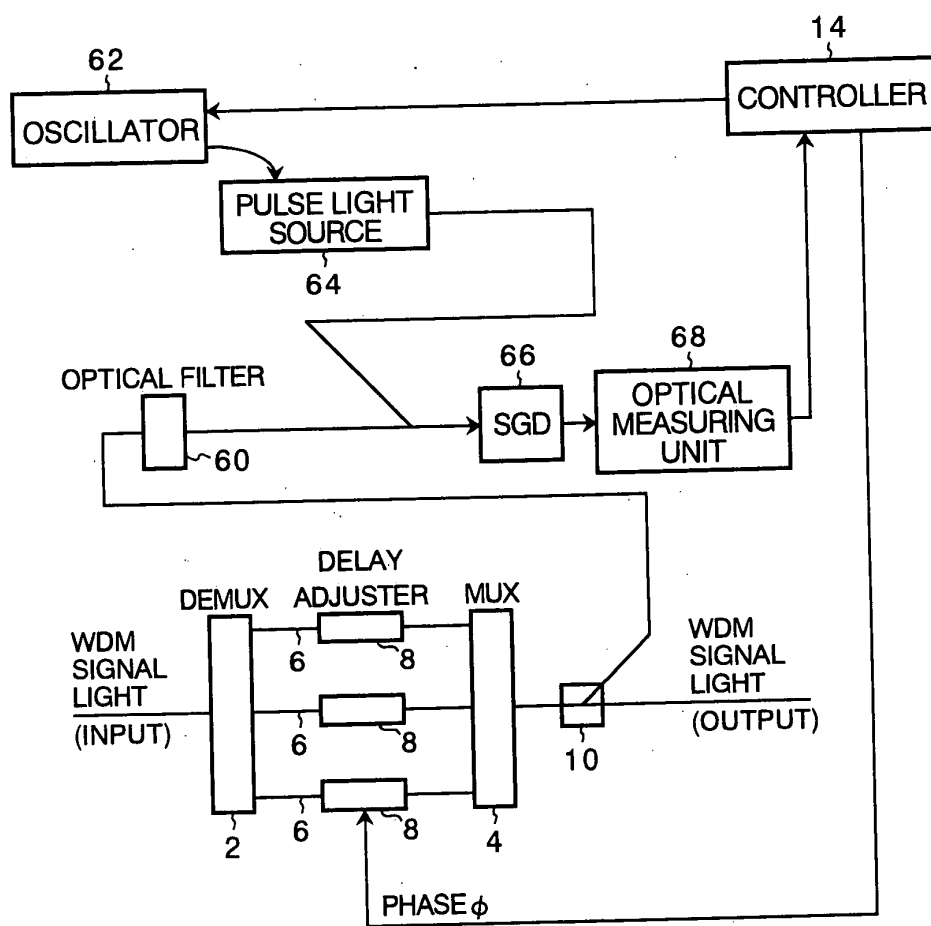 14
62
CONTROLLER
OSCILLATOR
PULSE LIGHT
SOURCE
64
66
68
OPTICAL FILTER
SGD
OPTICAL
MEASURING
UNIT
60
DELAY
ADJUSTER
DEMUX
MUX
WDM
SIGNAL
LIGHT
(INPUT)
WDM
SIGNAL
LIGHT
(OUTPUT)
6
8
6
8
10
6
8
2
4
PHASE ϕ